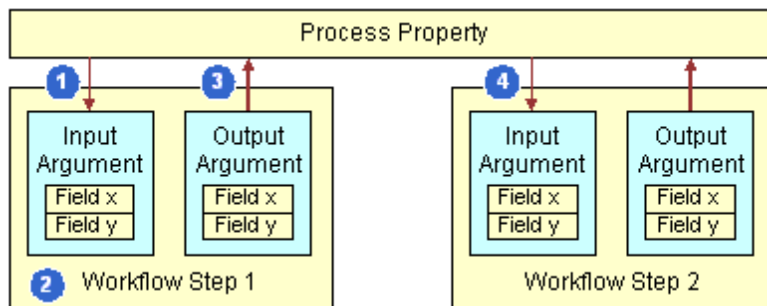 Process Property
1
3
4
Input
Argument
Field x
Field y
Output
Argument
Field x
Field y
2
Workflow Step 1
Input
Argument
Field x
Field y
Output
Argument
Field x
Field y
Workflow Step 2